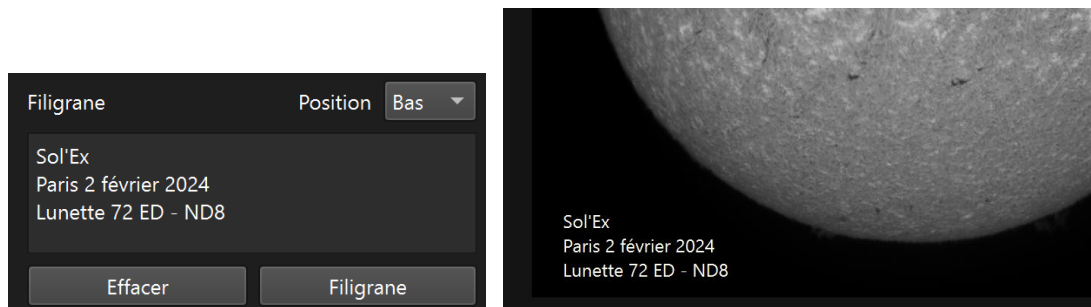 Filigrane Position Bas
Sol'Ex
Paris 2 février 2024
Lunette 72 ED - ND8
Effacer Filigrane
Sol'Ex
Paris 2 février 2024
Lunette 72 ED - ND8